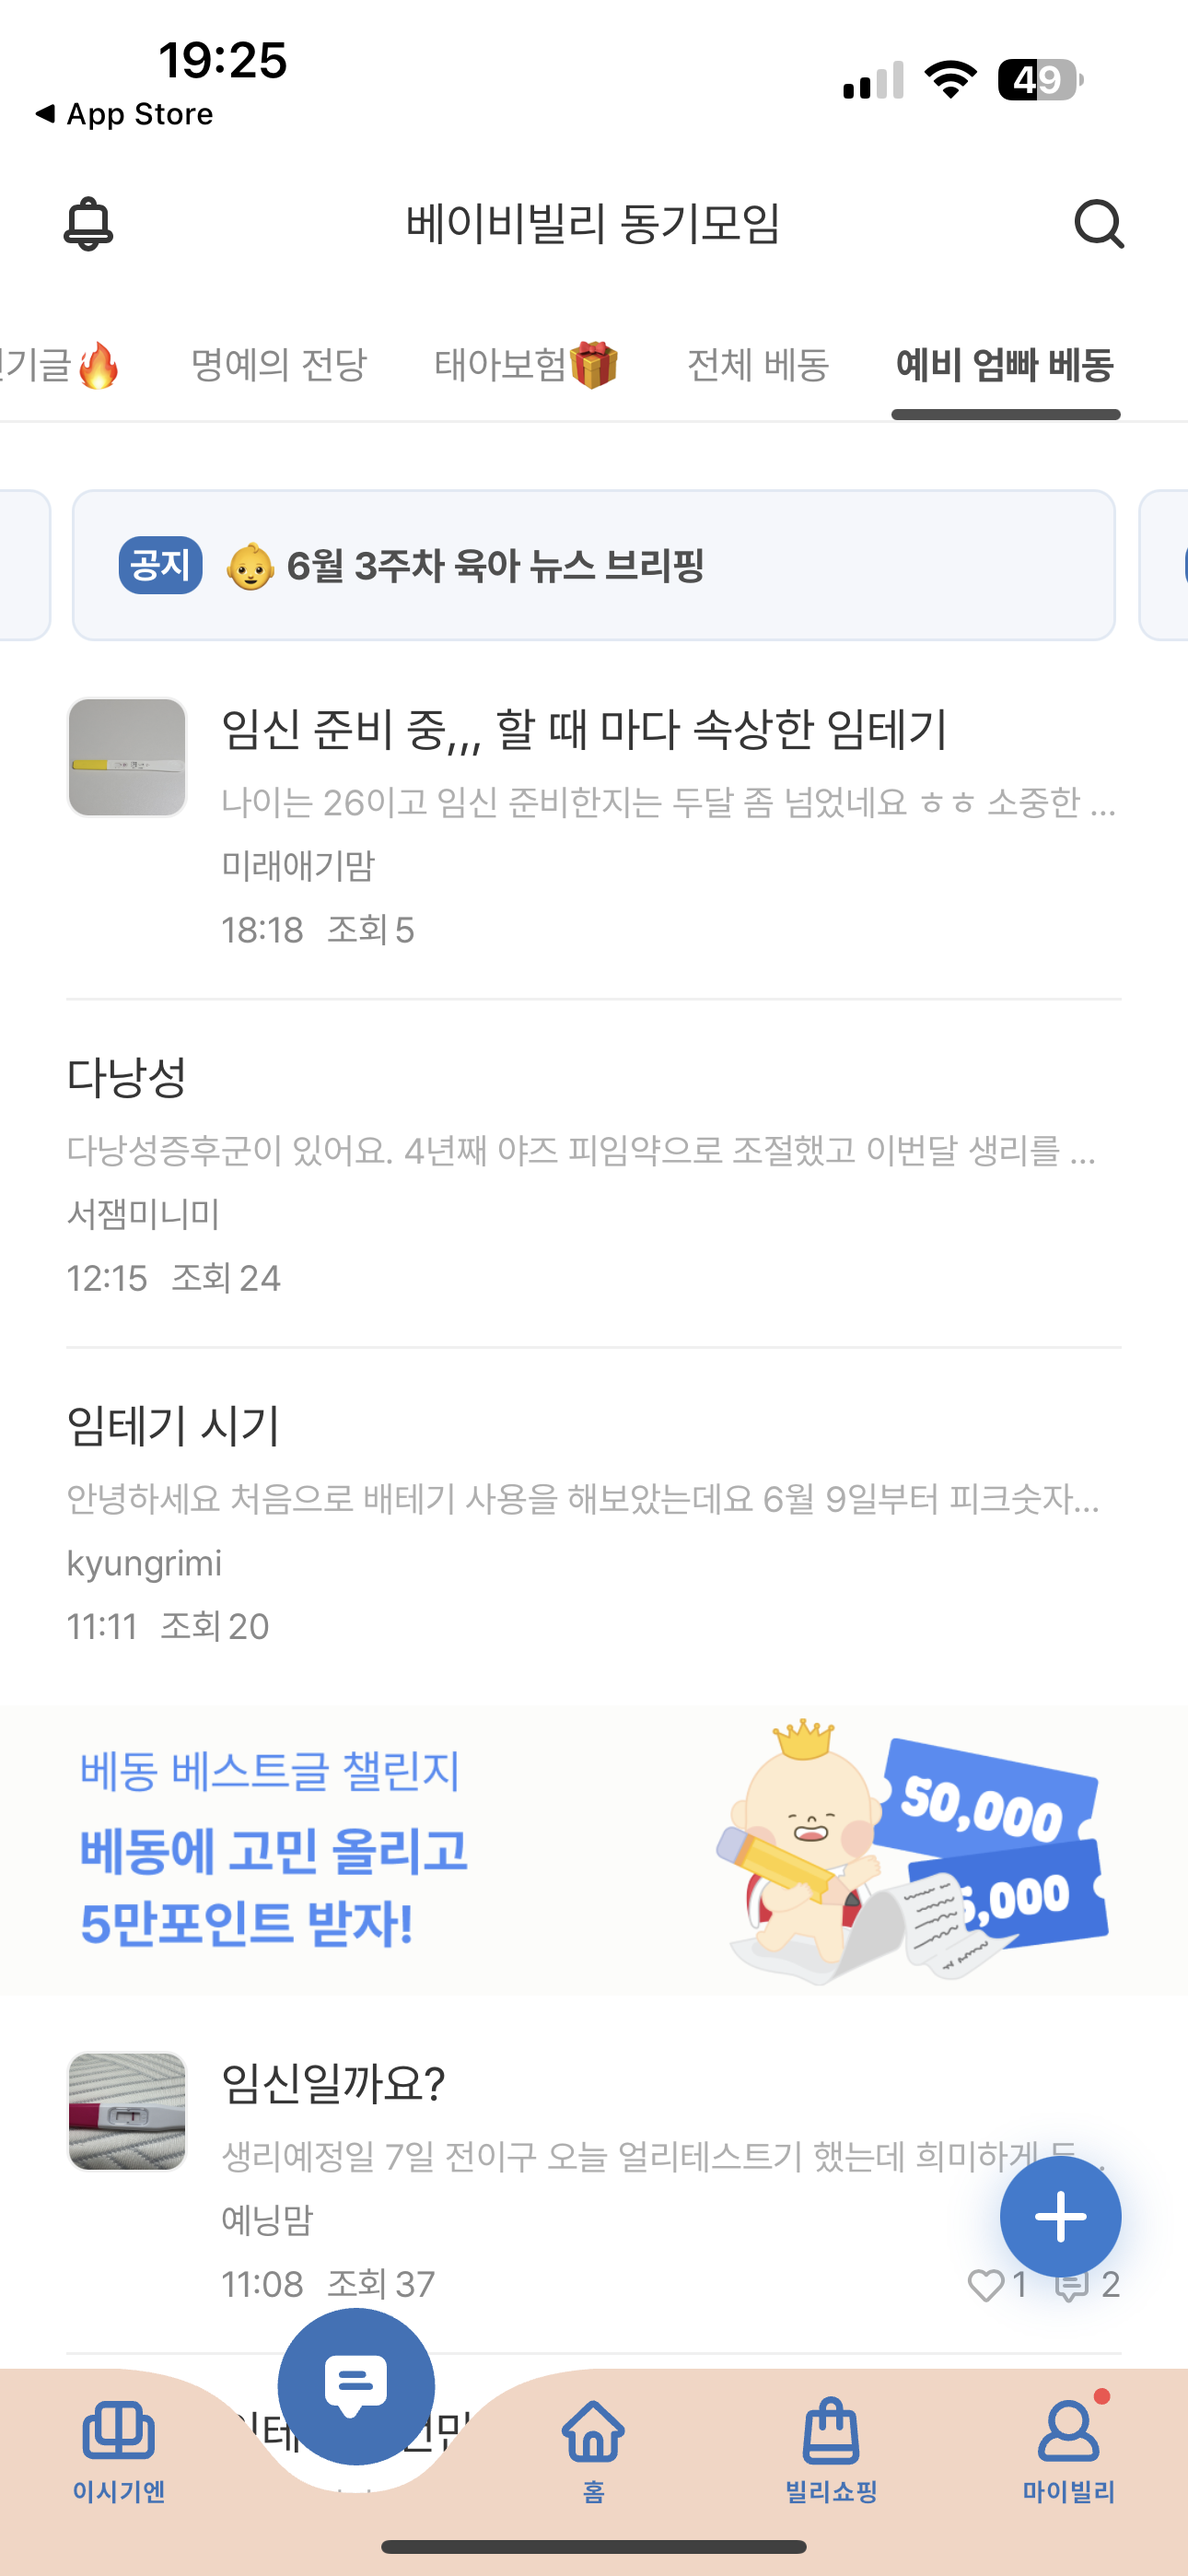 19:25
49
◀ App Store
베이비빌리 동기모임
기글🔥 명예의 전당 태아보험🎁 전체 베동 예비 엄빠 베동
공지 👶 6월 3주차 육아 뉴스 브리핑
임신 준비 중,,, 할 때 마다 속상한 임테기
나이는 26이고 임신 준비한지는 두달 좀 넘었네요 ㅎㅎ 소중한 ...
미래애기맘
18:18 조회 5
다낭성
다낭성증후군이 있어요. 4년째 야즈 피임약으로 조절했고 이번달 생리를 ...
서잼미니미
12:15 조회 24
임테기 시기
안녕하세요 처음으로 배테기 사용을 해보았는데요 6월 9일부터 피크숫자...
kyungrimi
11:11 조회 20
베동 베스트글 챌린지
베동에 고민 올리고
5만포인트 받자!
50,000
5,000
임신일까요?
생리예정일 7일 전이구 오늘 얼리테스트기 했는데 희미하게
예닝맘
11:08 조회 37
1 2
이시기엔 홈 빌리쇼핑 마이빌리